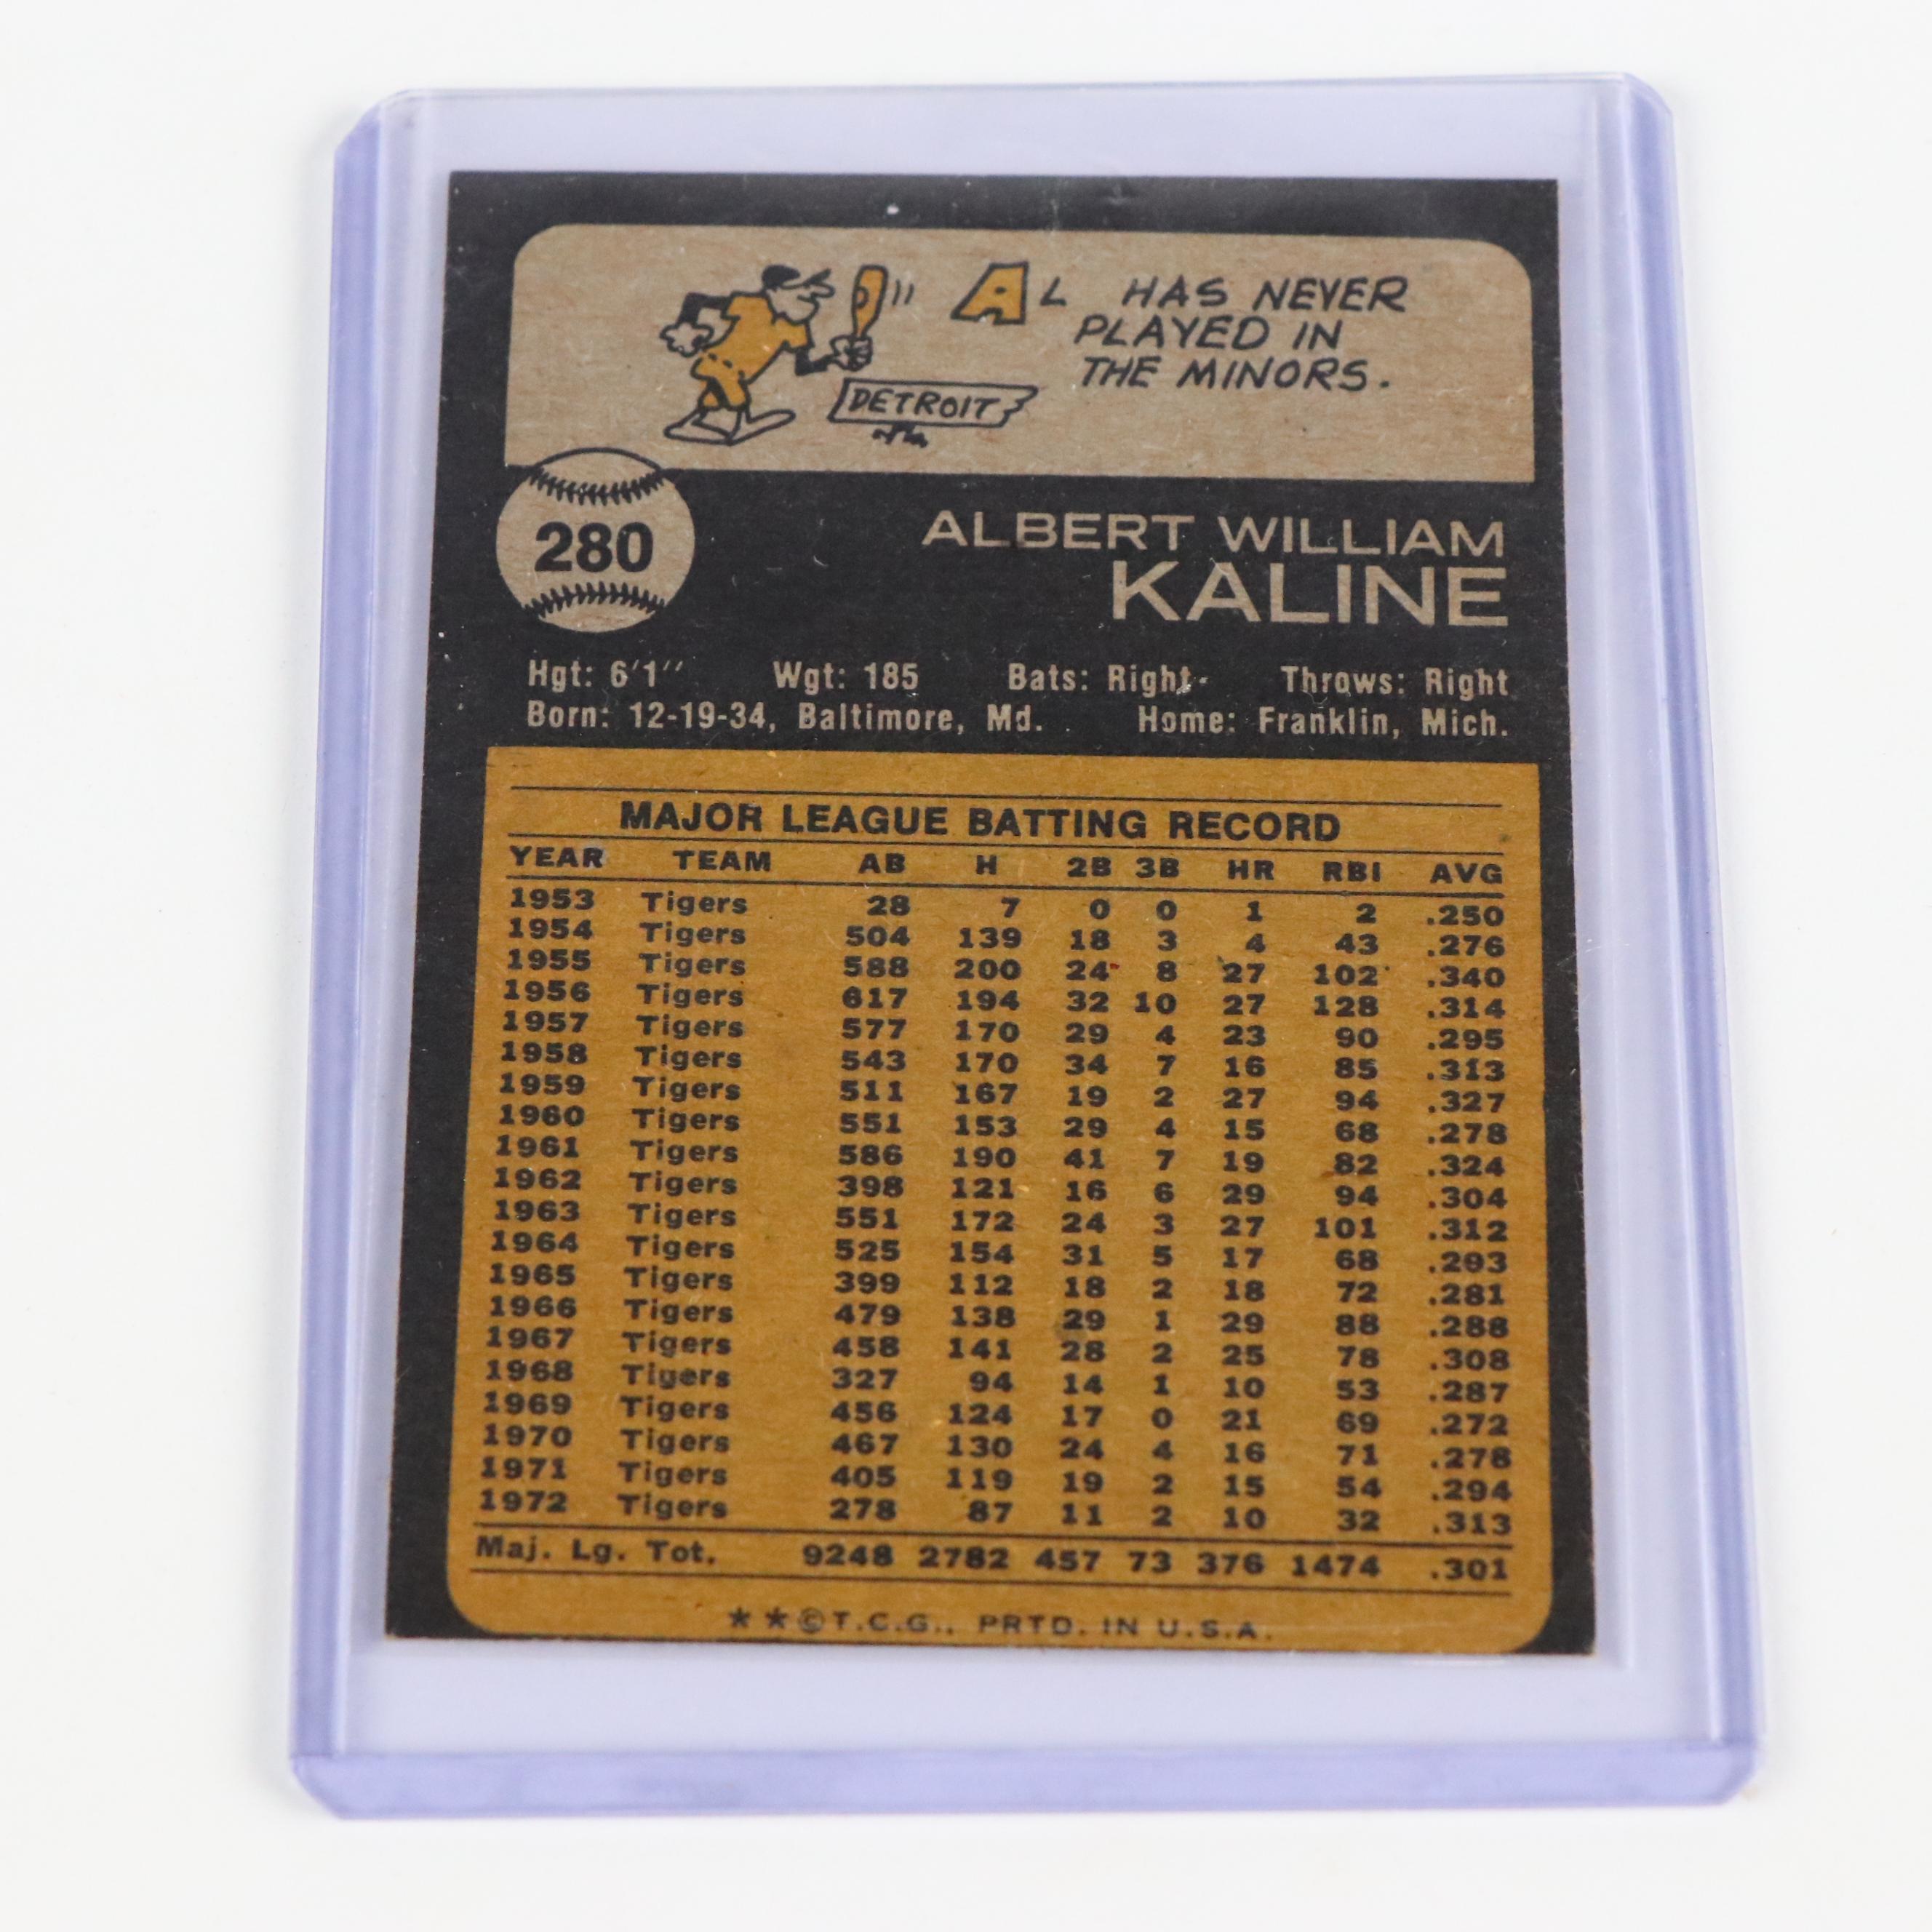 AL HAS NEVER
PLAYED IN
THE MINORS.
DETROIT
280
ALBERT WILLIAM
KALINE
Hgt: 6'1'' Wgt: 185 Bats: Right Throws: Right
Born: 12-19-34, Baltimore, Md. Home: Franklin, Mich.
MAJOR LEAGUE BATTING RECORD
YEAR TEAM AB H 2B 3B HR RBI AVG
1953 Tigers 28 7 0 0 1 2 .250
1954 Tigers 504 139 18 3 4 43 .276
1955 Tigers 588 200 24 8 27 102 .340
1956 Tigers 617 194 32 10 27 128 .314
1957 Tigers 577 170 29 4 23 90 .295
1958 Tigers 543 170 34 7 16 85 .313
1959 Tigers 511 167 19 2 27 94 .327
1960 Tigers 551 153 29 4 15 68 .278
1961 Tigers 586 190 41 7 19 82 .324
1962 Tigers 398 121 16 6 29 94 .304
1963 Tigers 551 172 24 3 27 101 .312
1964 Tigers 525 154 31 5 17 68 .293
1965 Tigers 399 112 18 2 18 72 .281
1966 Tigers 479 138 29 1 29 88 .288
1967 Tigers 458 141 28 2 25 78 .308
1968 Tigers 327 94 14 1 10 53 .287
1969 Tigers 456 124 17 0 21 69 .272
1970 Tigers 467 130 24 4 16 71 .278
1971 Tigers 405 119 19 2 15 54 .294
1972 Tigers 278 87 11 2 10 32 .313
Maj. Lg. Tot. 9248 2782 457 73 376 1474 .301
★★©T.C.G., PRTD. IN U.S.A.